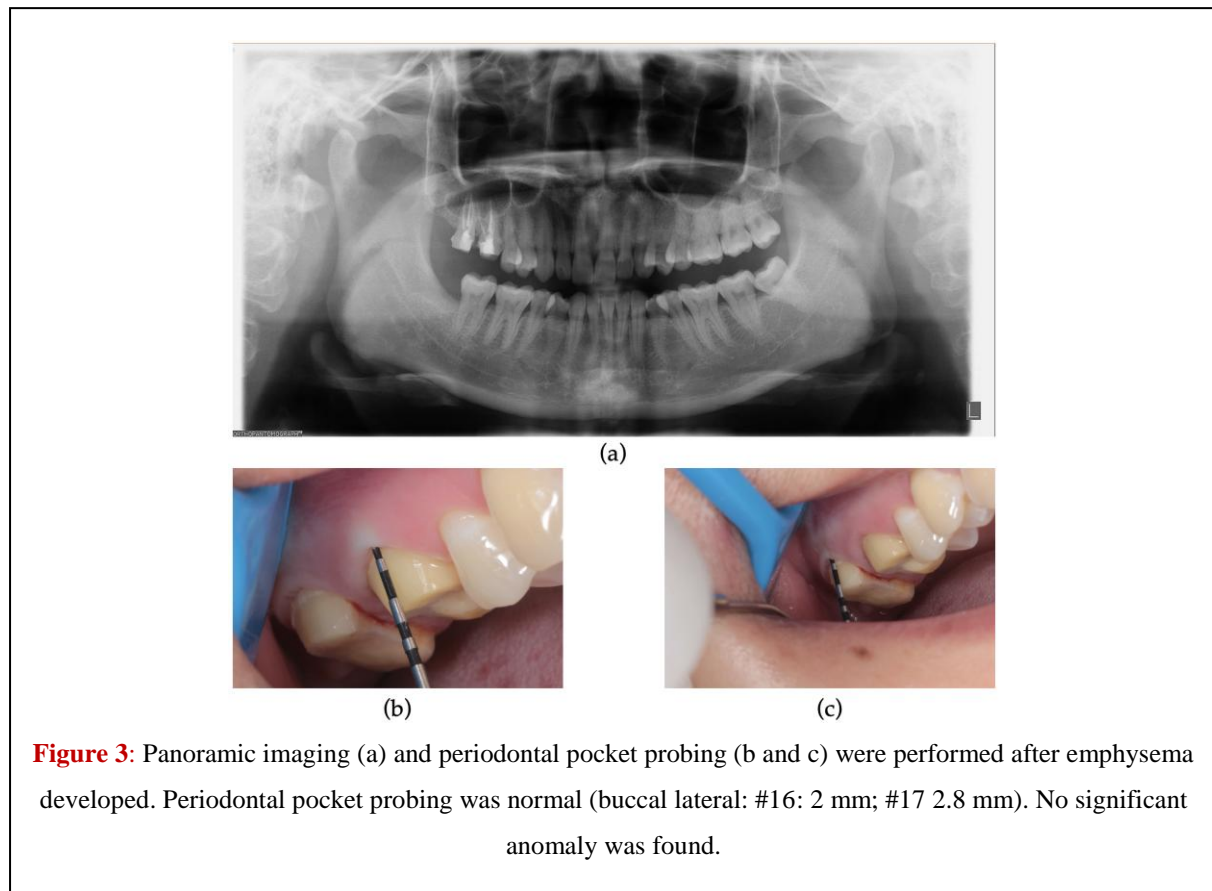 L
ORTHOPANTOMOGRAPH
(a)
(b)
(c)
Figure 3: Panoramic imaging (a) and periodontal pocket probing (b and c) were performed after emphysema
developed. Periodontal pocket probing was normal (buccal lateral: #16: 2 mm; #17 2.8 mm). No significant
anomaly was found.